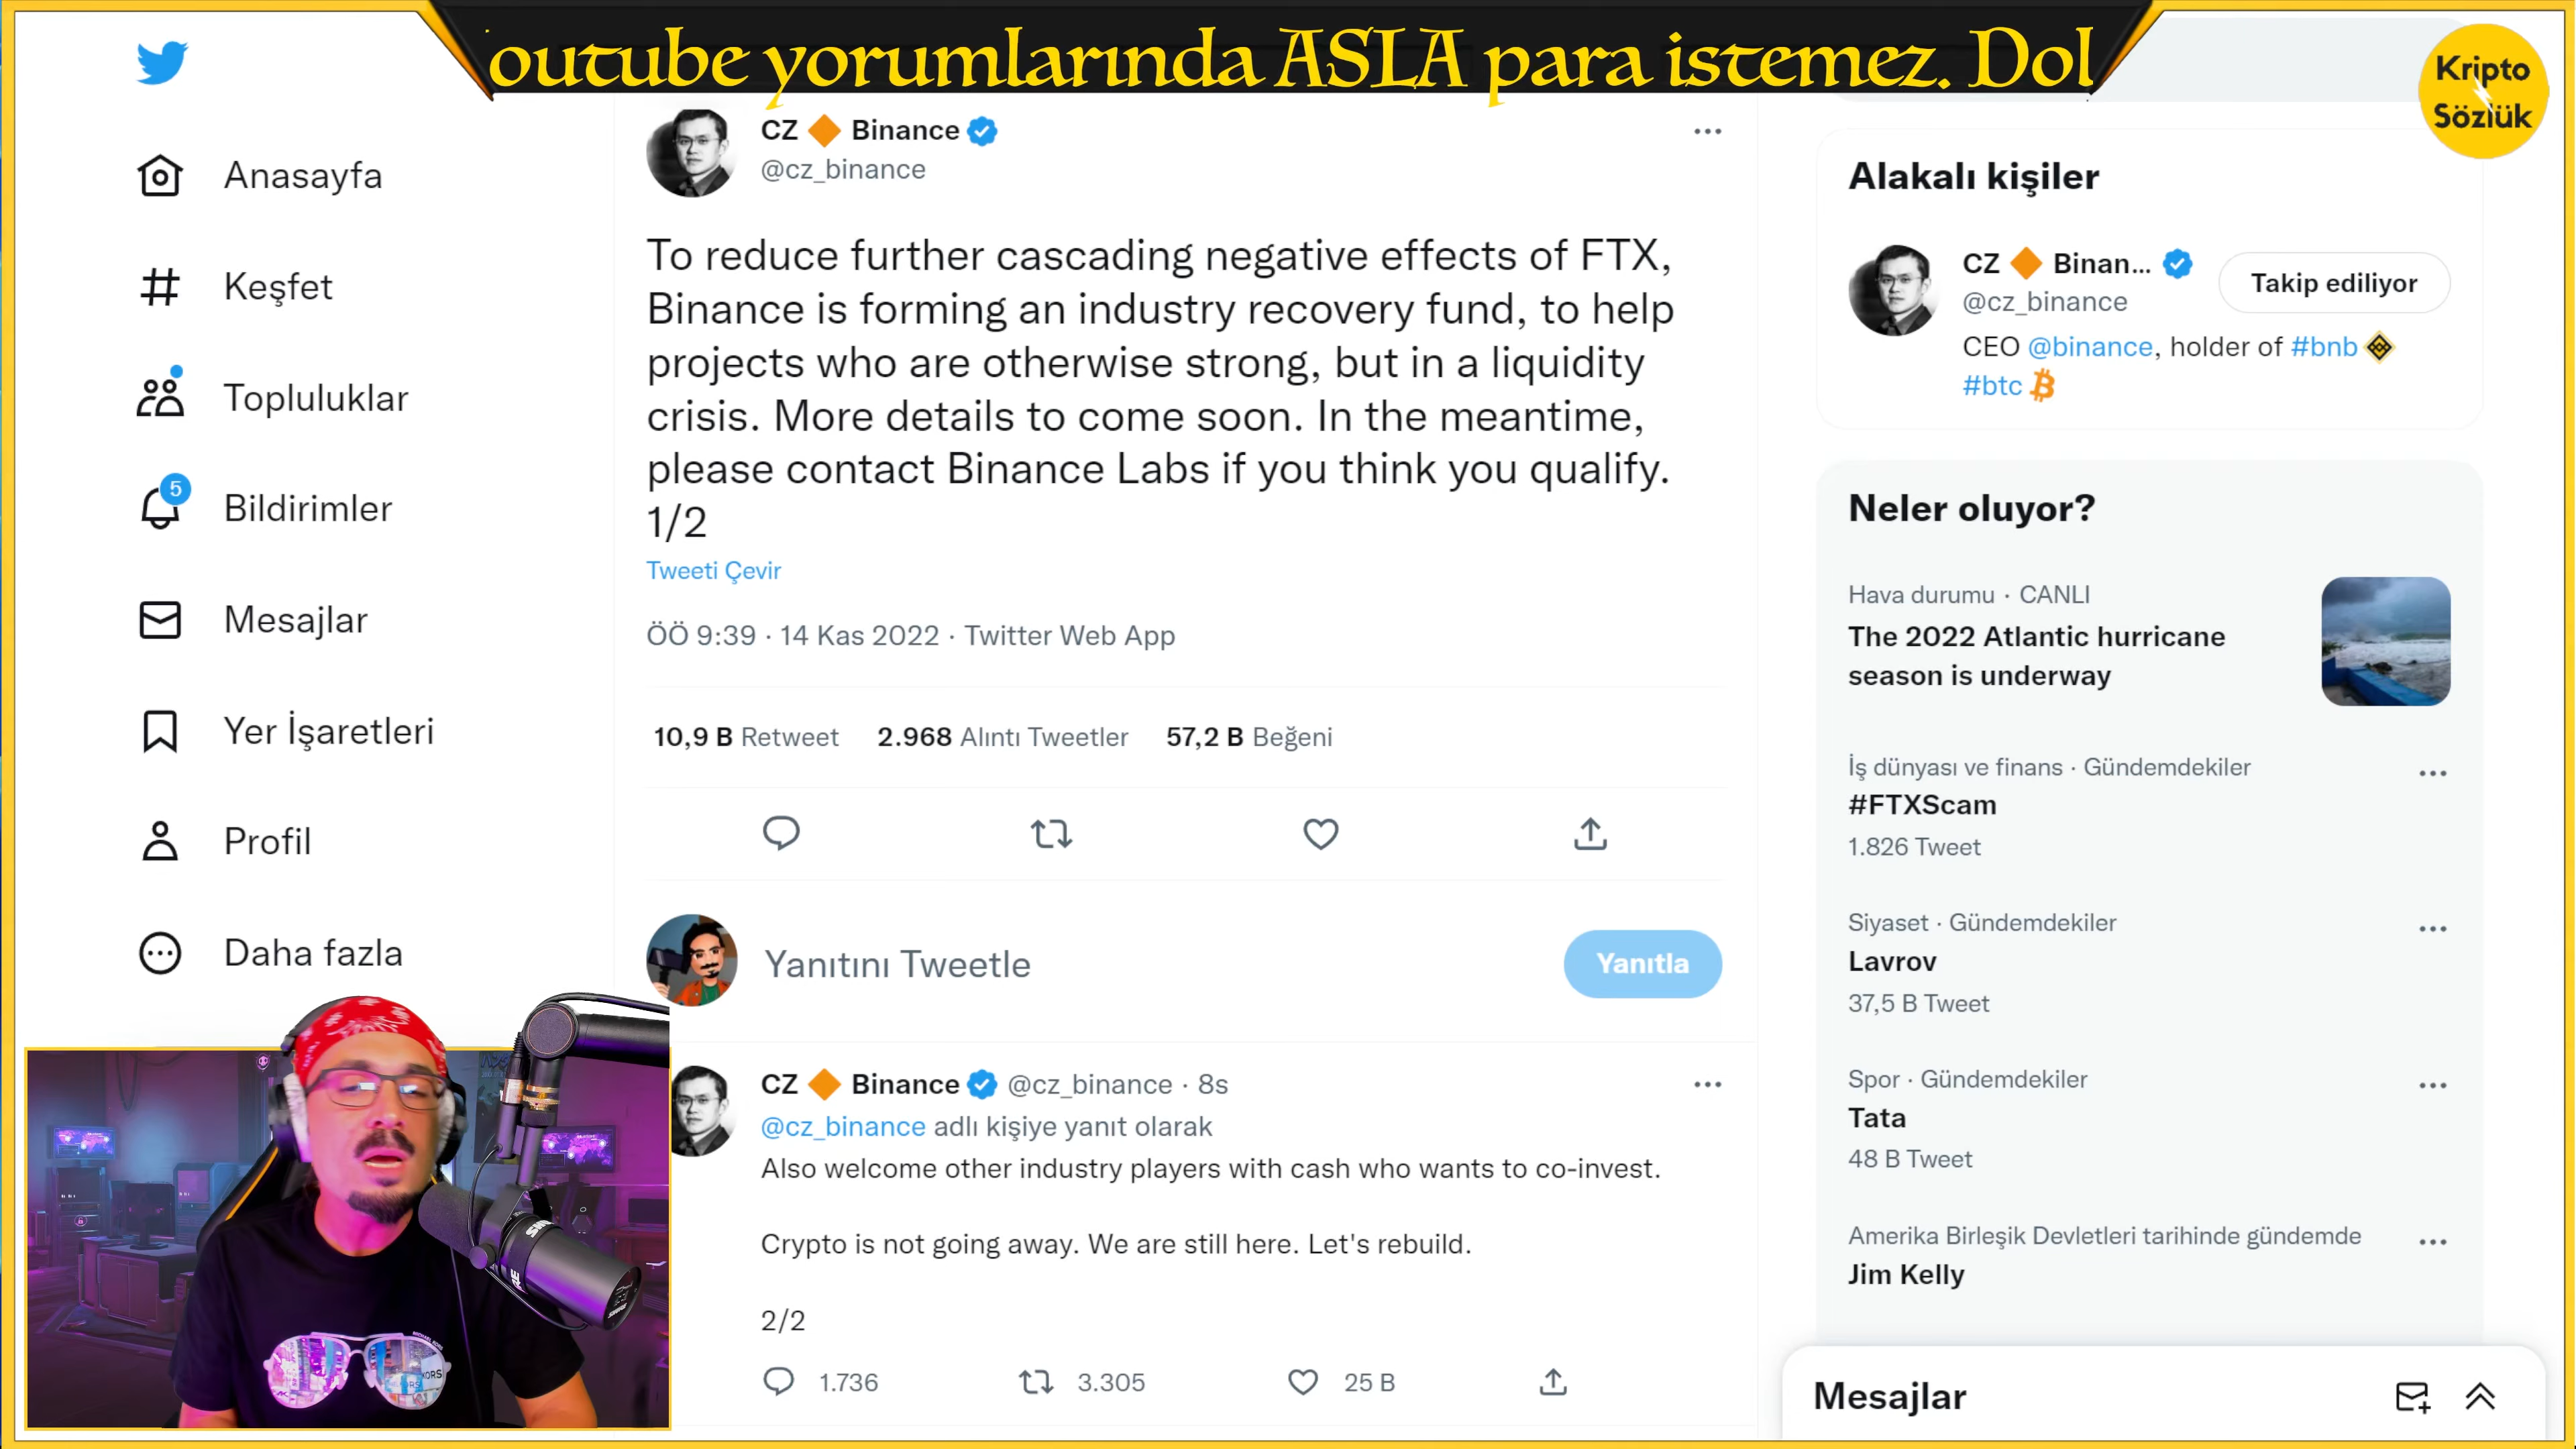 outube yorumlarında ASLA para istemez. Dol
Kripto
Sözlük
Anasayfa
Keşfet
Topluluklar
5
Bildirimler
Mesajlar
Yer İşaretleri
Profil
Daha fazla
CZ 🔶 Binance
@cz_binance
To reduce further cascading negative effects of FTX,
Binance is forming an industry recovery fund, to help
projects who are otherwise strong, but in a liquidity
crisis. More details to come soon. In the meantime,
please contact Binance Labs if you think you qualify.
1/2
Tweeti Çevir
ÖÖ 9:39 · 14 Kas 2022 · Twitter Web App
10,9 B Retweet 2.968 Alıntı Tweetler 57,2 B Beğeni
Yanıtını Tweetle
Yanıtla
CZ 🔶 Binance @cz_binance · 8s
@cz_binance adlı kişiye yanıt olarak
Also welcome other industry players with cash who wants to co-invest.
Crypto is not going away. We are still here. Let's rebuild.
2/2
1.736 3.305 25 B
Alakalı kişiler
CZ 🔶 Binan...
@cz_binance
Takip ediliyor
CEO @binance, holder of #bnb
#btc
Neler oluyor?
Hava durumu · CANLI
The 2022 Atlantic hurricane
season is underway
İş dünyası ve finans · Gündemdekiler
#FTXScam
1.826 Tweet
Siyaset · Gündemdekiler
Lavrov
37,5 B Tweet
Spor · Gündemdekiler
Tata
48 B Tweet
Amerika Birleşik Devletleri tarihinde gündemde
Jim Kelly
Mesajlar